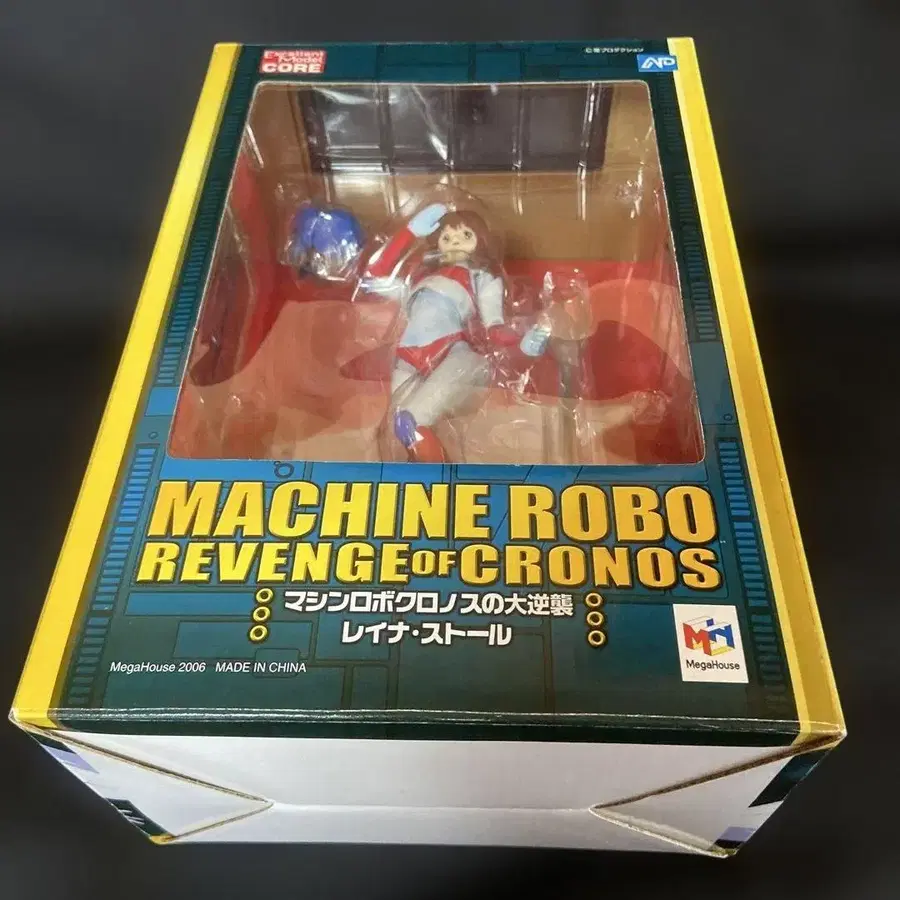 Excellent
Model
CORE
©葦プロダクション
AND
MACHINE ROBO
REVENGE OF CRONOS
マシンロボクロノスの大逆襲
レイナ・ストール
MegaHouse 2006 MADE IN CHINA
MH
MegaHouse